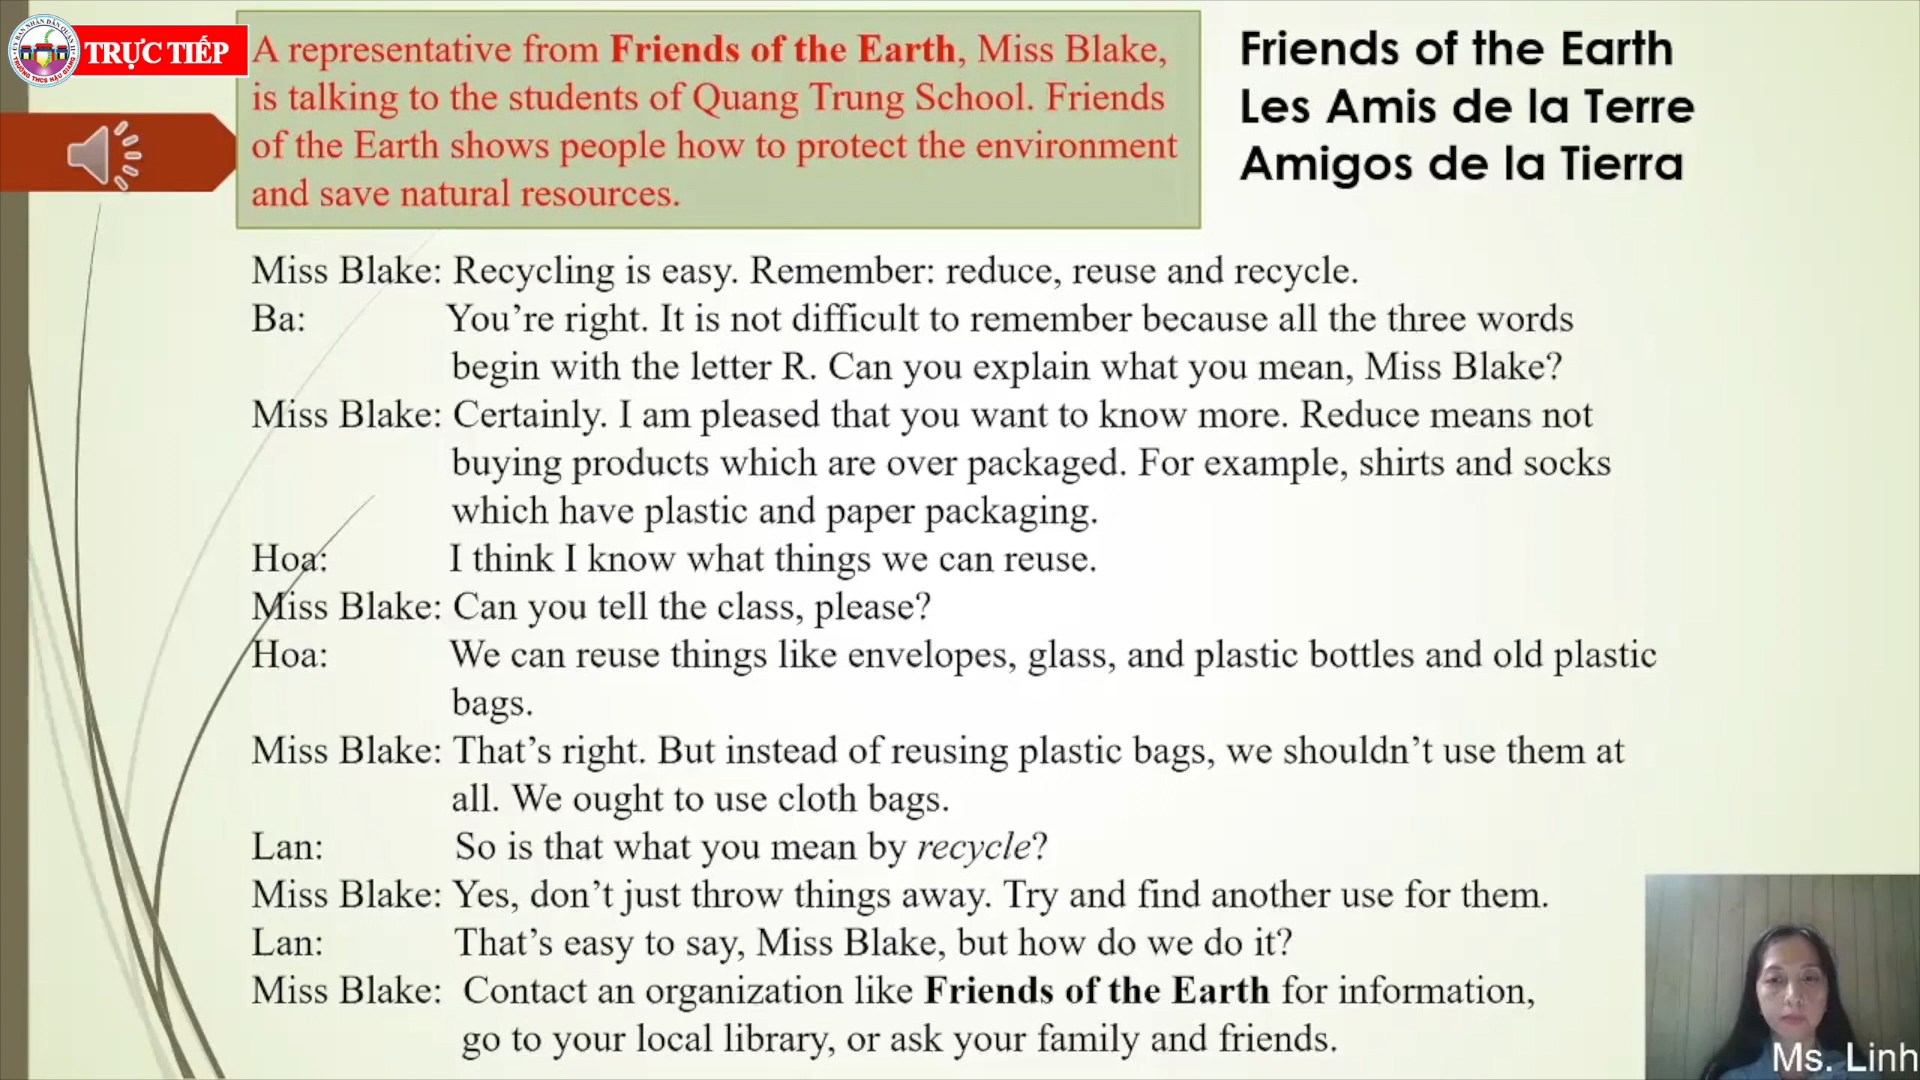 TRỰC TIẾP
A representative from Friends of the Earth, Miss Blake,
is talking to the students of Quang Trung School. Friends
of the Earth shows people how to protect the environment
and save natural resources.
Friends of the Earth
Les Amis de la Terre
Amigos de la Tierra
Miss Blake: Recycling is easy. Remember: reduce, reuse and recycle.
Ba: You’re right. It is not difficult to remember because all the three words
begin with the letter R. Can you explain what you mean, Miss Blake?
Miss Blake: Certainly. I am pleased that you want to know more. Reduce means not
buying products which are over packaged. For example, shirts and socks
which have plastic and paper packaging.
Hoa: I think I know what things we can reuse.
Miss Blake: Can you tell the class, please?
Hoa: We can reuse things like envelopes, glass, and plastic bottles and old plastic
bags.
Miss Blake: That’s right. But instead of reusing plastic bags, we shouldn’t use them at
all. We ought to use cloth bags.
Lan: So is that what you mean by recycle?
Miss Blake: Yes, don’t just throw things away. Try and find another use for them.
Lan: That’s easy to say, Miss Blake, but how do we do it?
Miss Blake: Contact an organization like Friends of the Earth for information,
go to your local library, or ask your family and friends.
Ms. Linh